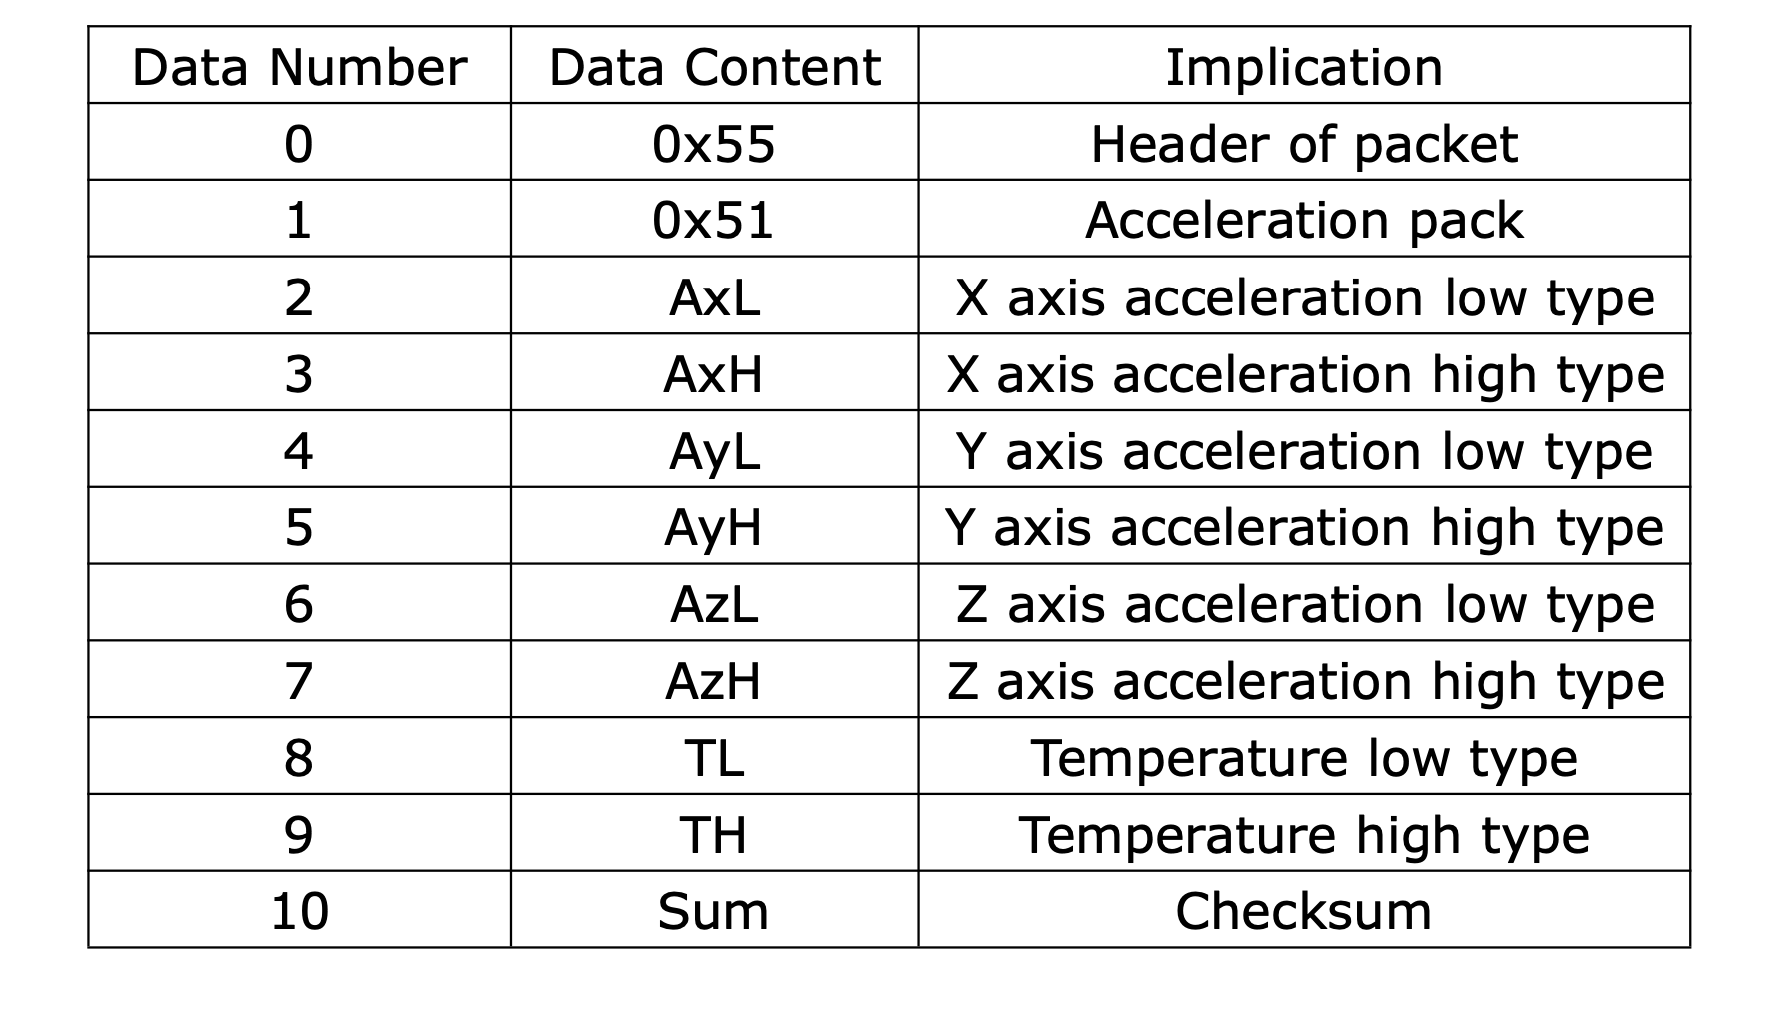 Data Number Data Content Implication
0 0x55 Header of packet
1 0x51 Acceleration pack
2 AxL X axis acceleration low type
3 AxH X axis acceleration high type
4 AyL Y axis acceleration low type
5 AyH Y axis acceleration high type
6 AzL Z axis acceleration low type
7 AzH Z axis acceleration high type
8 TL Temperature low type
9 TH Temperature high type
10 Sum Checksum